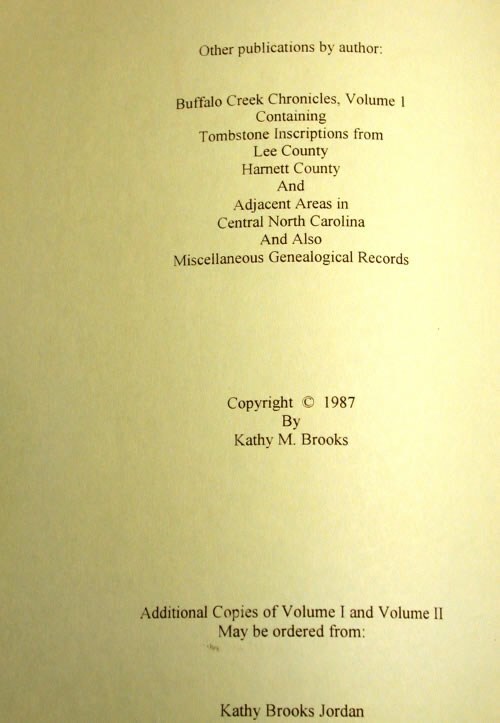 Other publications by author:
Buffalo Creek Chronicles, Volume 1
Containing
Tombstone Inscriptions from
Lee County
Harnett County
And
Adjacent Areas in
Central North Carolina
And Also
Miscellaneous Genealogical Records
Copyright © 1987
By
Kathy M. Brooks
Additional Copies of Volume I and Volume II
May be ordered from:
Kathy Brooks Jordan